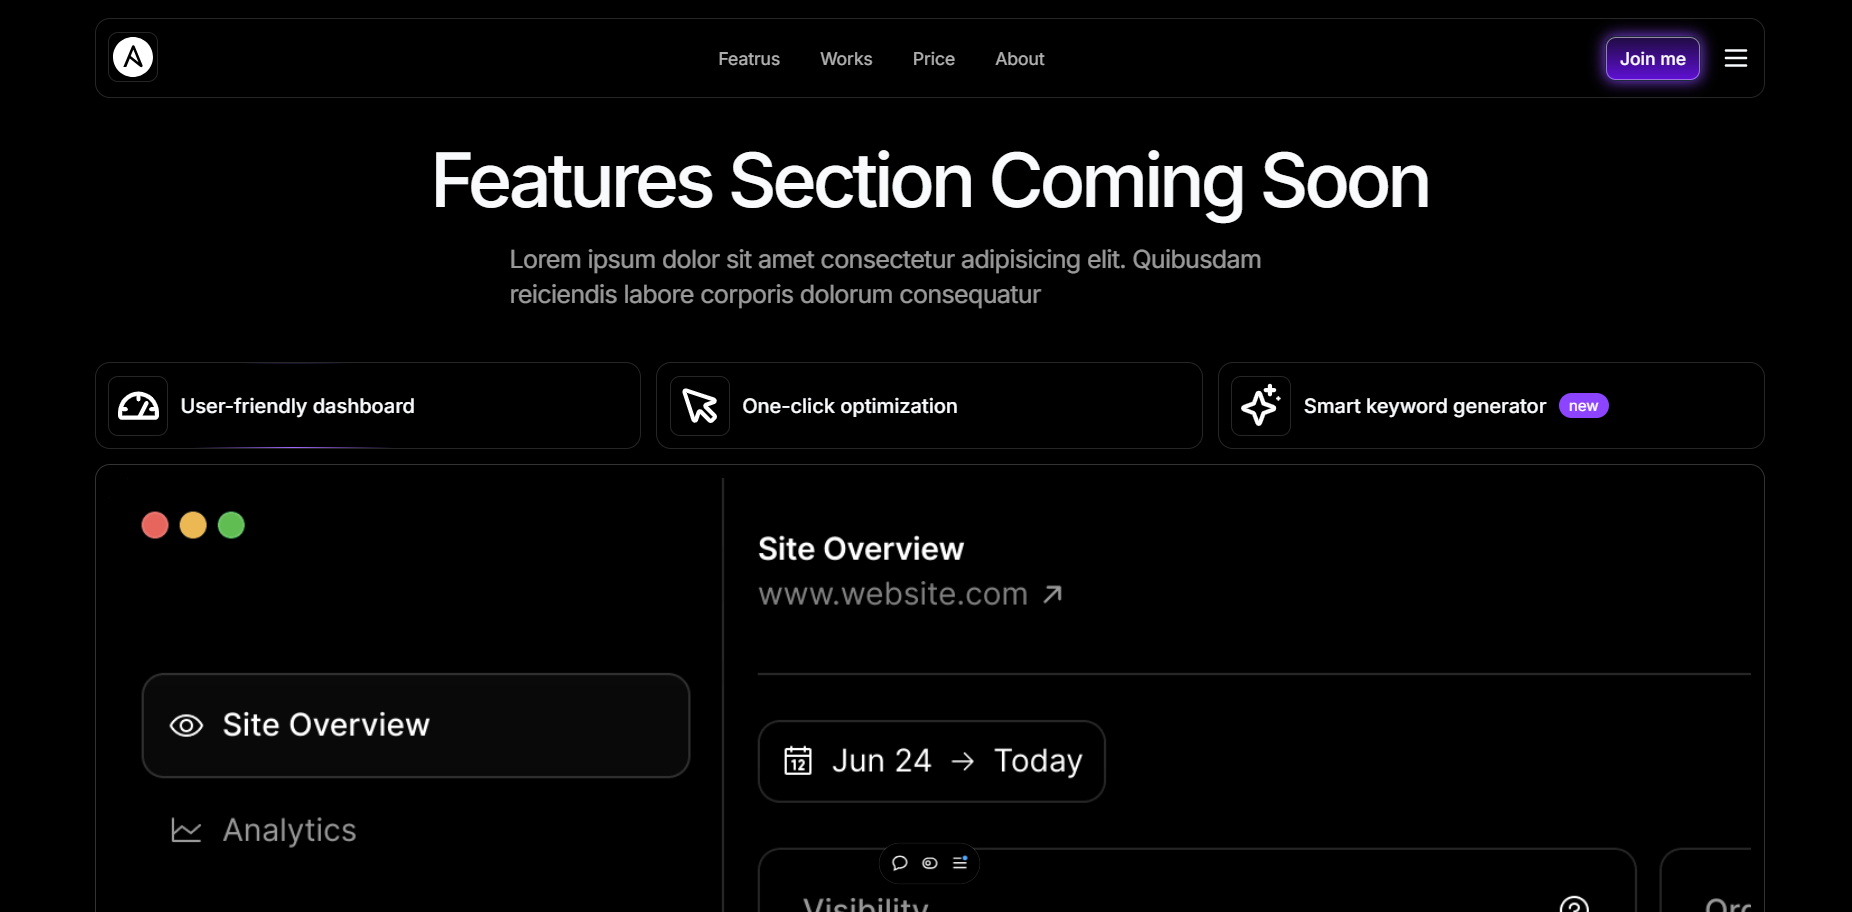 Featrus
Works
Price
About
Join me
Features Section Coming Soon
Lorem ipsum dolor sit amet consectetur adipisicing elit. Quibusdam
reiciendis labore corporis dolorum consequatur
User-friendly dashboard
One-click optimization
Smart keyword generator
new
Site Overview
www.website.com
Site Overview
12
Jun 24
Today
Analytics
Visibility